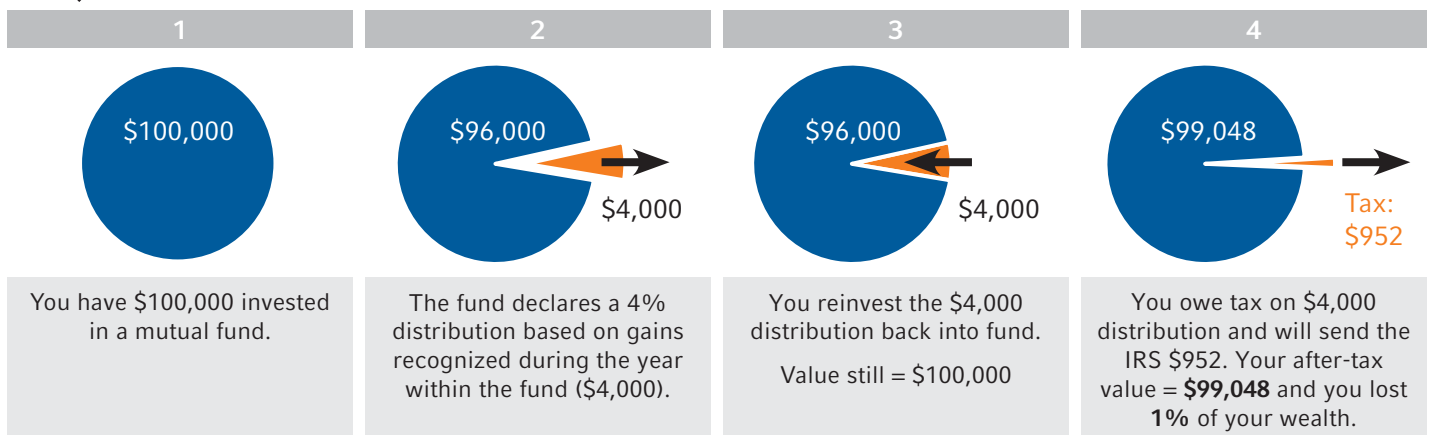 1
$100,000
You have $100,000 invested
in a mutual fund.
2
$96,000
$4,000
The fund declares a 4%
distribution based on gains
recognized during the year
within the fund ($4,000).
3
$96,000
$4,000
You reinvest the $4,000
distribution back into fund.
Value still = $100,000
4
$99,048
Tax:
$952
You owe tax on $4,000
distribution and will send the
IRS $952. Your after-tax
value = $99,048 and you lost
1% of your wealth.